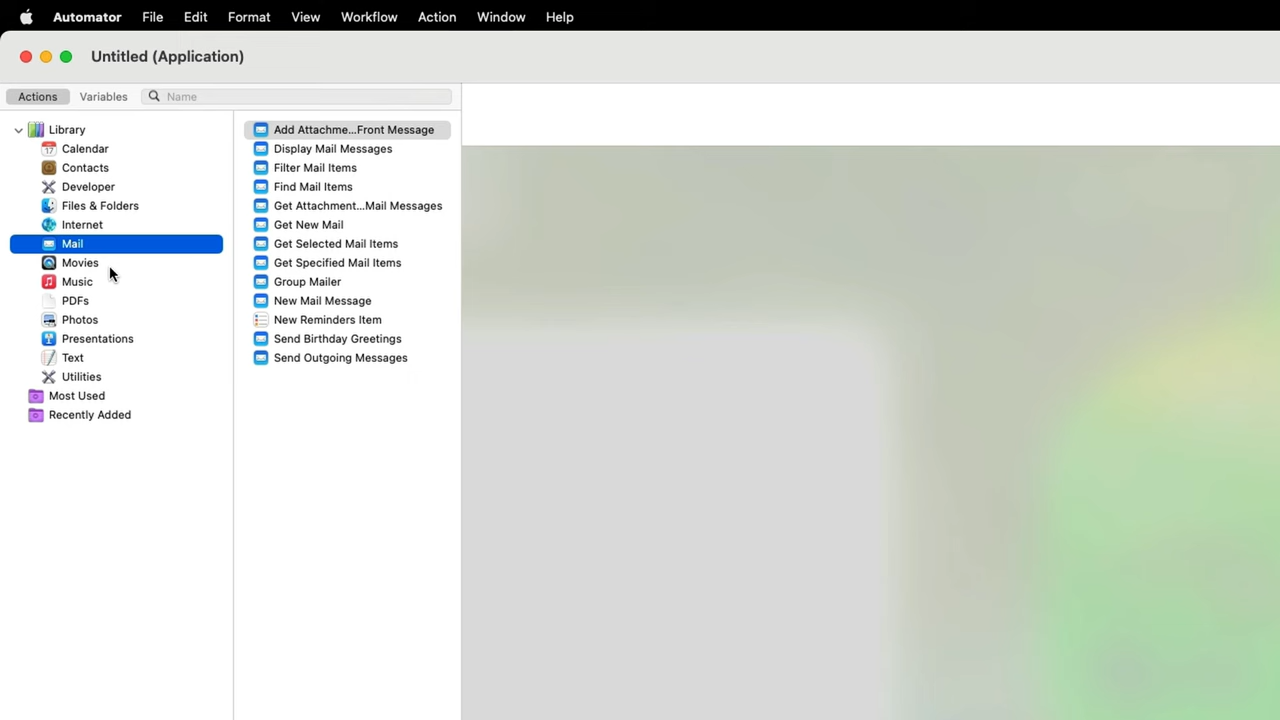 Automator File Edit Format View Workflow Action Window Help
Untitled (Application)
Actions Variables Name
Library
Calendar
Contacts
Developer
Files & Folders
Internet
Mail
Movies
Music
PDFs
Photos
Presentations
Text
Utilities
Most Used
Recently Added
Add Attachme...Front Message
Display Mail Messages
Filter Mail Items
Find Mail Items
Get Attachment...Mail Messages
Get New Mail
Get Selected Mail Items
Get Specified Mail Items
Group Mailer
New Mail Message
New Reminders Item
Send Birthday Greetings
Send Outgoing Messages